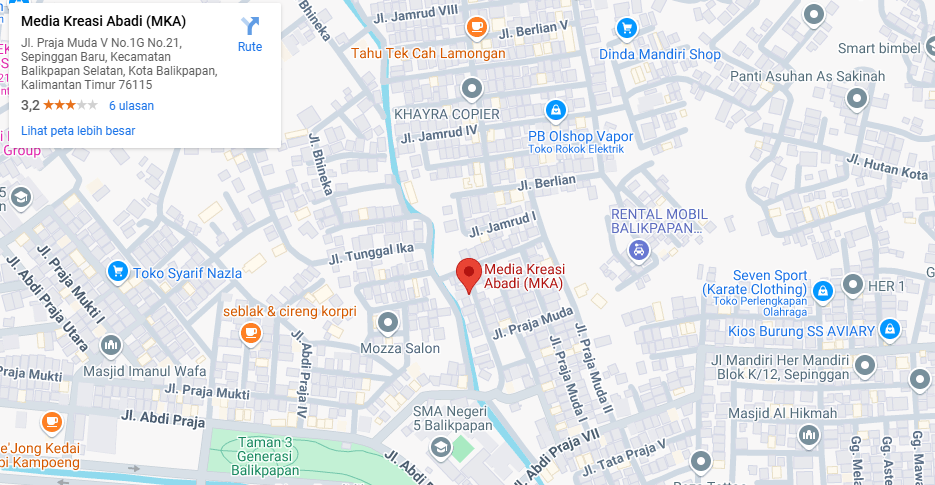 Media Kreasi Abadi (MKA)
Jl. Praja Muda V No.1G No.21,
Sepinggan Baru, Kecamatan
Balikpapan Selatan, Kota Balikpapan,
Kalimantan Timur 76115
3,2
6 ulasan
Lihat peta lebih besar
Rute
Jl. Jamrud VIII
Jl. Berlian V
Tahu Tek Cah Lamongan
Dinda Mandiri Shop
Smart bimbel
Panti Asuhan As Sakinah
KHAYRA COPIER
Jl. Jamrud IV
PB Olshop Vapor
Toko Rokok Elektrik
Jl. Bhineka
Jl. Bhineka
Group
Jl. Hutan Kota
Jl. Berlian
Jl. Jamrud I
RENTAL MOBIL
BALIKPAPAN...
Jl. Tunggal Ika
Jl. Praja Mukti I
Jl. Abdi Praja Utara
Toko Syarif Nazla
Media Kreasi
Abadi (MKA)
Seven Sport
(Karate Clothing)
Toko Perlengkapan
Olahraga
HER 1
seblak & cireng korpri
Jl. Praja Muda
Kios Burung SS AVIARY
Mozza Salon
Masjid Imanul Wafa
Jl. Abdi Praja IV
Jl. Praja Muda I
Jl. Praja Muda II
Jl Mandiri Her Mandiri
Blok K/12, Sepinggan
Praja Mukti
Jl. Praja Mukti
Jl. Abdi Praja
SMA Negeri
5 Balikpapan
Masjid Al Hikmah
e'Jong Kedai
pi Kampoeng
Taman 3
Generasi
Balikpapan
Jl. Abdi
Abdi Praja VII
Jl. Tata Praja V
Gg. Mela
Gg. Mawa